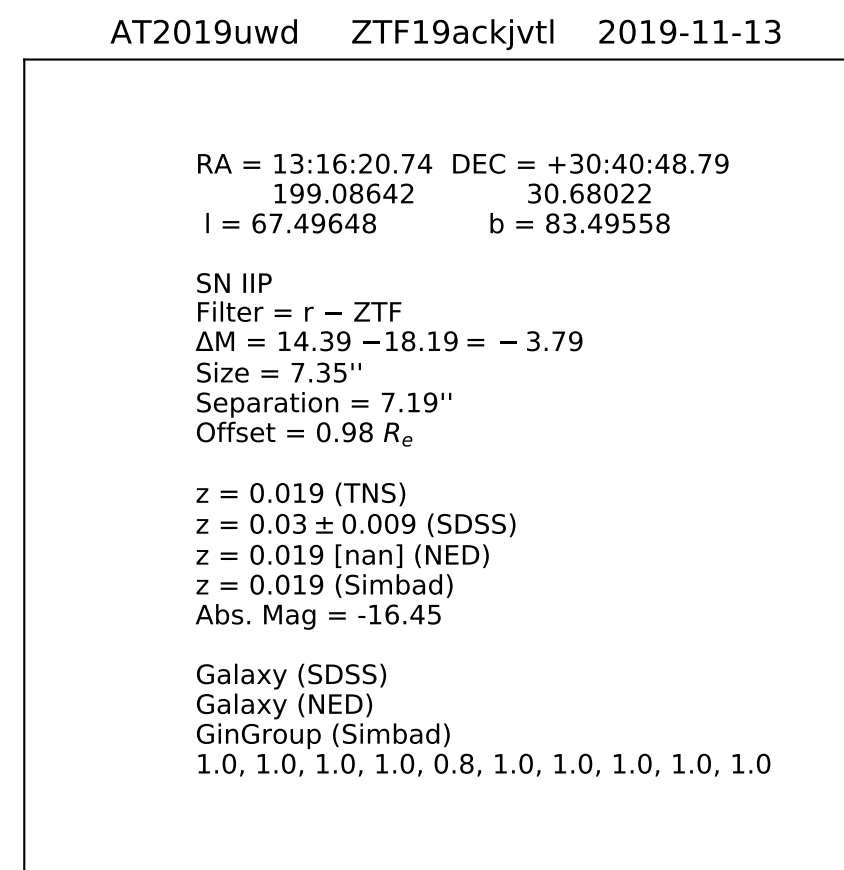 AT2019uwd ZTF19ackjvtl 2019-11-13
RA = 13:16:20.74 DEC = +30:40:48.79
199.08642 30.68022
l = 67.49648 b = 83.49558
SN IIP
Filter = r − ZTF
ΔM = 14.39 −18.19 = − 3.79
Size = 7.35''
Separation = 7.19''
Offset = 0.98 Rₑ
z = 0.019 (TNS)
z = 0.03 ± 0.009 (SDSS)
z = 0.019 [nan] (NED)
z = 0.019 (Simbad)
Abs. Mag = -16.45
Galaxy (SDSS)
Galaxy (NED)
GinGroup (Simbad)
1.0, 1.0, 1.0, 1.0, 0.8, 1.0, 1.0, 1.0, 1.0, 1.0